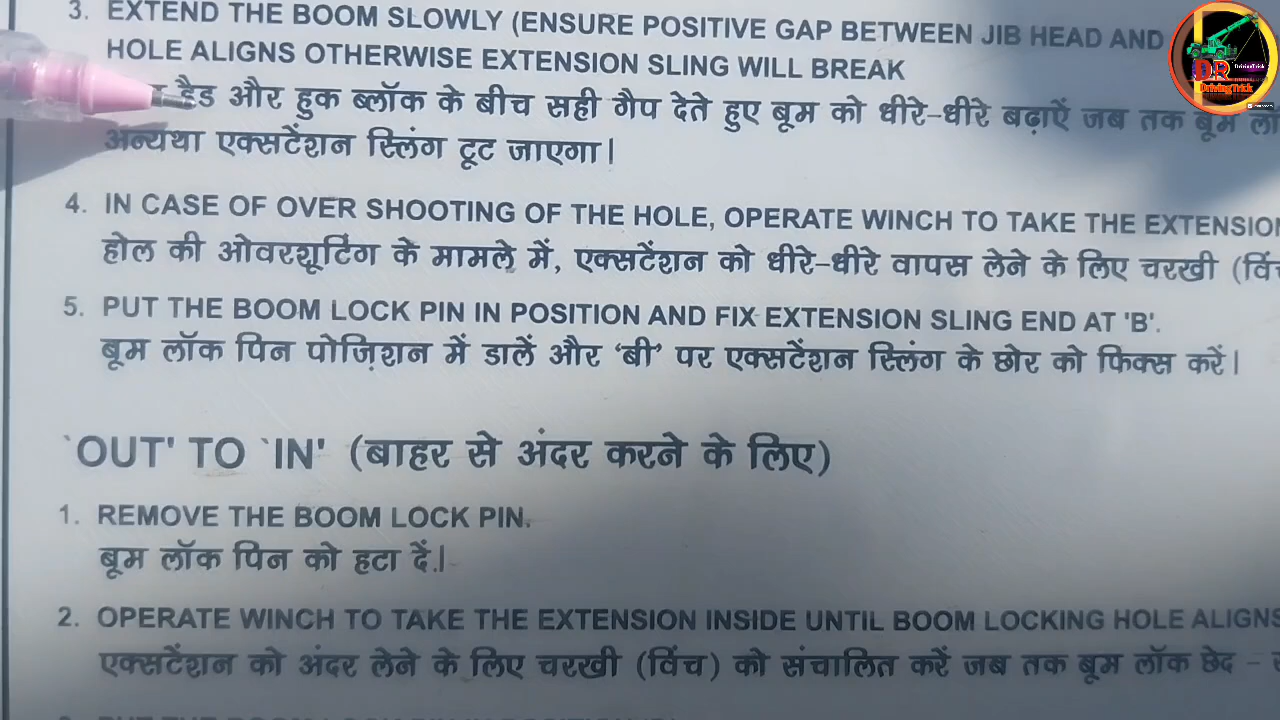 3. EXTEND THE BOOM SLOWLY (ENSURE POSITIVE GAP BETWEEN JIB HEAD AND
HOLE ALIGNS OTHERWISE EXTENSION SLING WILL BREAK
हैड और हुक ब्लॉक के बीच सही गैप देते हुए बूम को धीरे-धीरे बढ़ाऐं जब तक बूम
अन्यथा एक्सटेंशन स्लिंग टूट जाएगा।
4. IN CASE OF OVER SHOOTING OF THE HOLE, OPERATE WINCH TO TAKE THE EXTENSION
होल की ओवरशूटिंग के मामले में, एक्सटेंशन को धीरे-धीरे वापस लेने के लिए चरखी
5. PUT THE BOOM LOCK PIN IN POSITION AND FIX EXTENSION SLING END AT 'B'.
बूम लॉक पिन पोज़िशन में डालें और ‘बी’ पर एक्सटेंशन स्लिंग के छोर को फिक्स करें।
`OUT' TO `IN' (बाहर से अंदर करने के लिए)
1. REMOVE THE BOOM LOCK PIN.
बूम लॉक पिन को हटा दें.।
2. OPERATE WINCH TO TAKE THE EXTENSION INSIDE UNTIL BOOM LOCKING HOLE ALIGNS
एक्सटेंशन को अंदर लेने के लिए चरखी (विंच) को संचालित करें जब तक बूम लॉक छेद -
DR
DrivingTrick